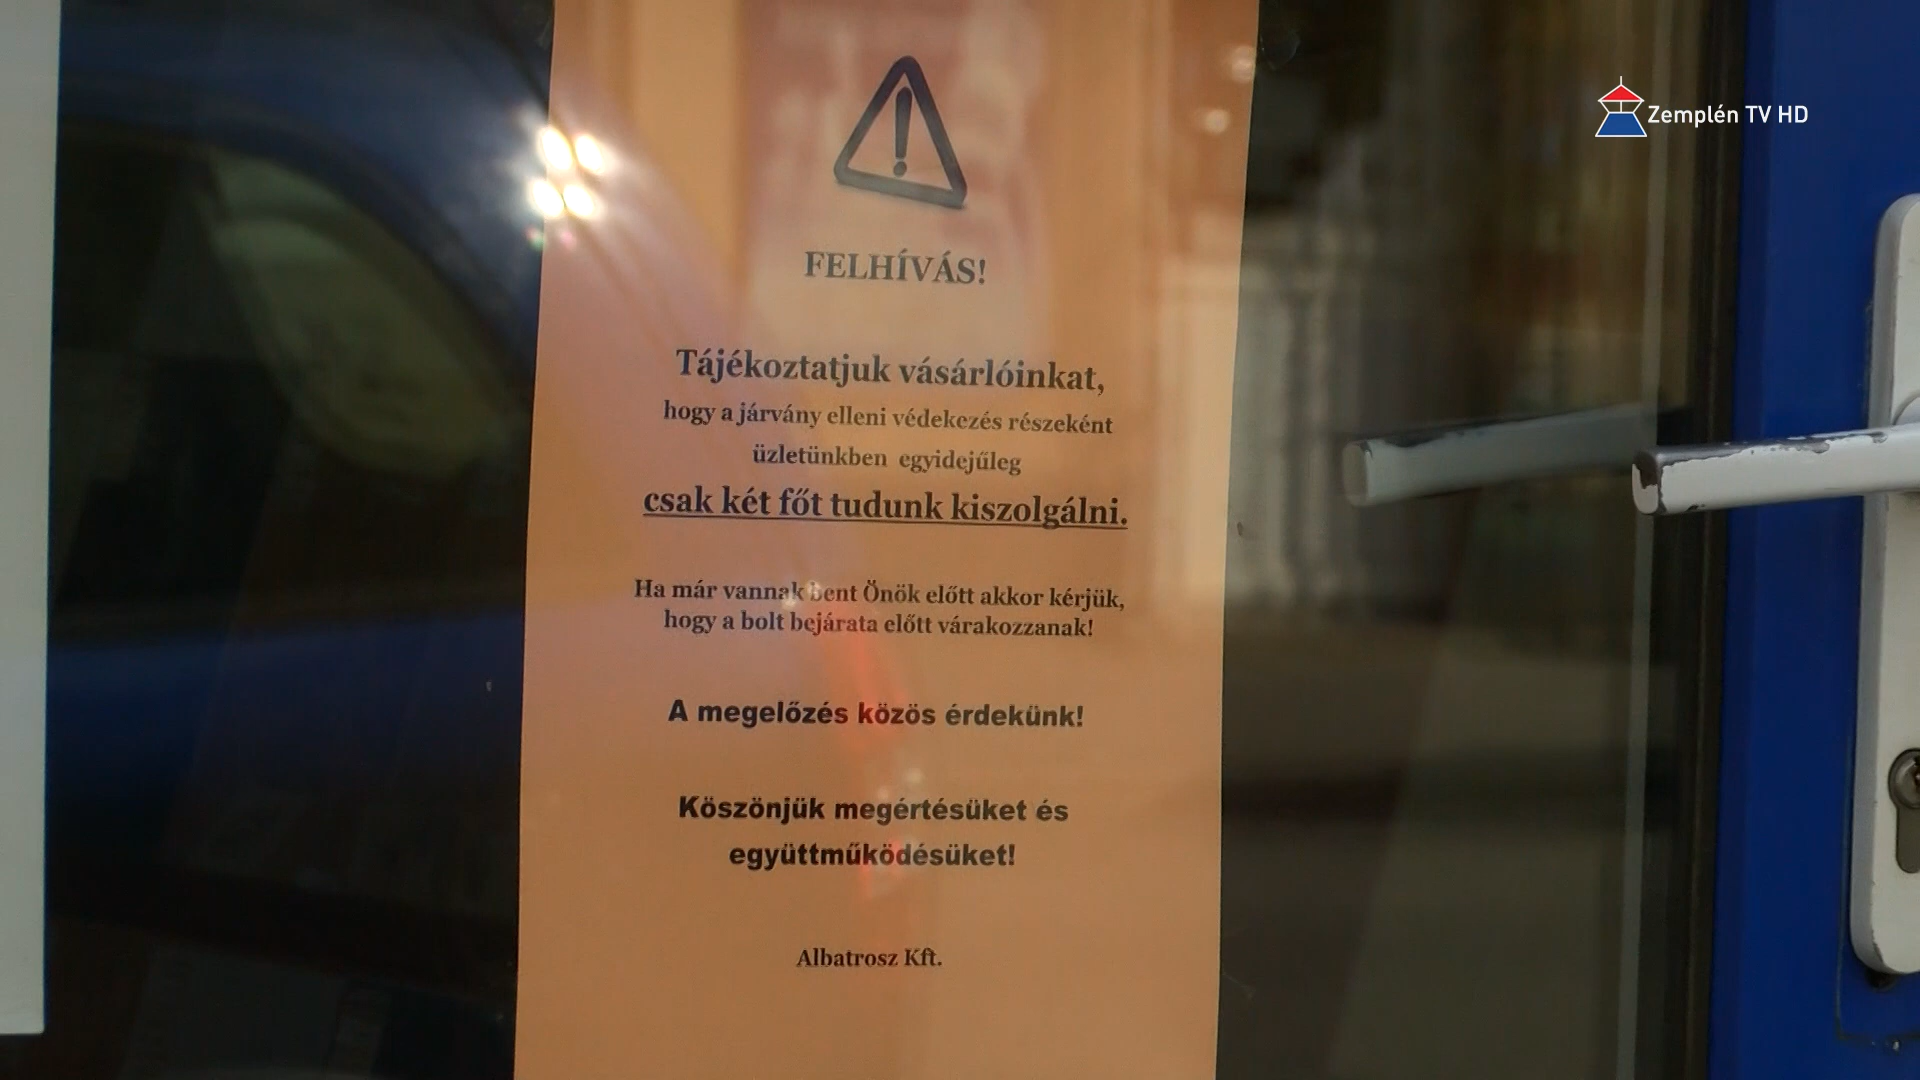 Zemplén TV HD
FELHÍVÁS!
Tájékoztatjuk vásárlóinkat,
hogy a járvány elleni védekezés részeként
üzletünkben egyidejűleg
csak két főt tudunk kiszolgálni.
Ha már vannak bent Önök előtt akkor kérjük,
hogy a bolt bejárata előtt várakozzanak!
A megelőzés közös érdekünk!
Köszönjük megértésüket és
együttműködésüket!
Albatrosz Kft.